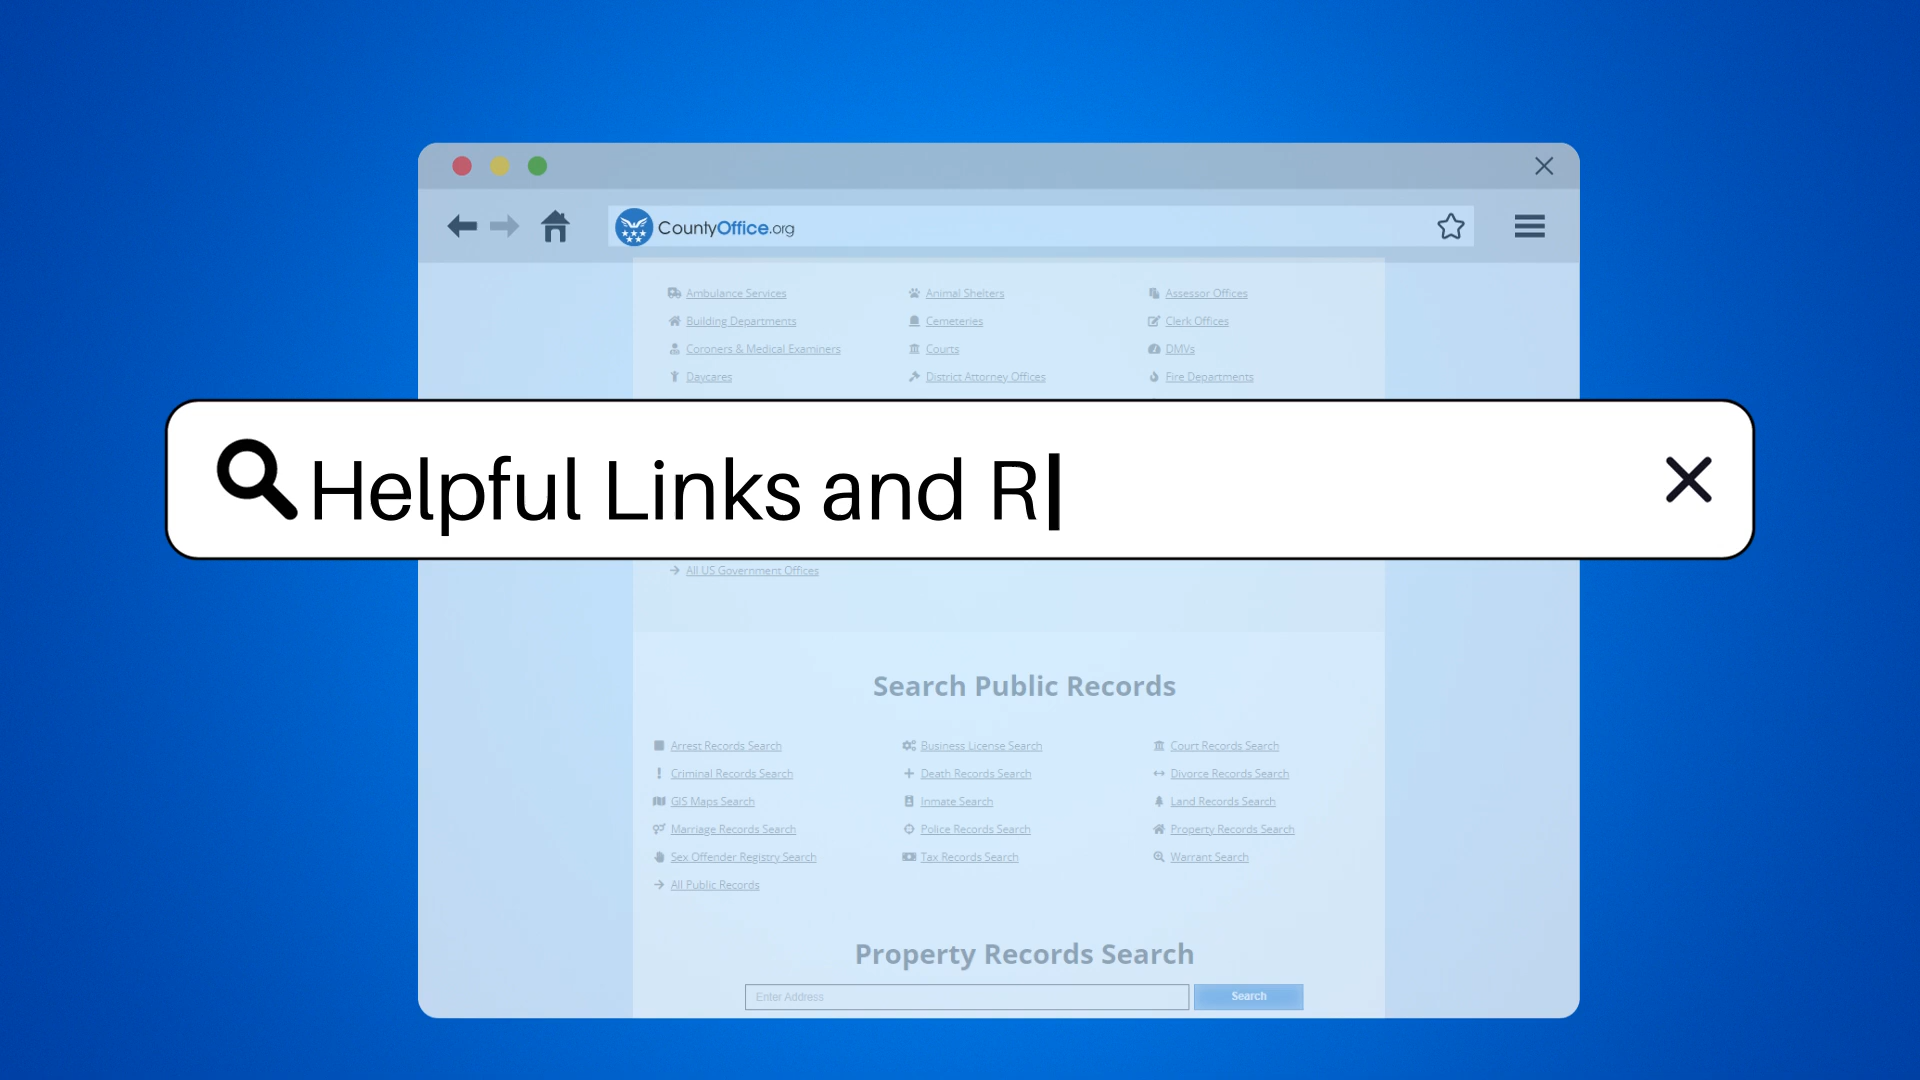 CountyOffice.org
Ambulance Services Animal Shelters Assessor Offices
Building Departments Cemeteries Clerk Offices
Coroners & Medical Examiners Courts DMVs
Daycares District Attorney Offices Fire Departments
Helpful Links and R
All US Government Offices
Search Public Records
Arrest Records Search Business License Search Court Records Search
Criminal Records Search Death Records Search Divorce Records Search
GIS Maps Search Inmate Search Land Records Search
Marriage Records Search Police Records Search Property Records Search
Sex Offender Registry Search Tax Records Search Warrant Search
All Public Records
Property Records Search
Enter Address Search